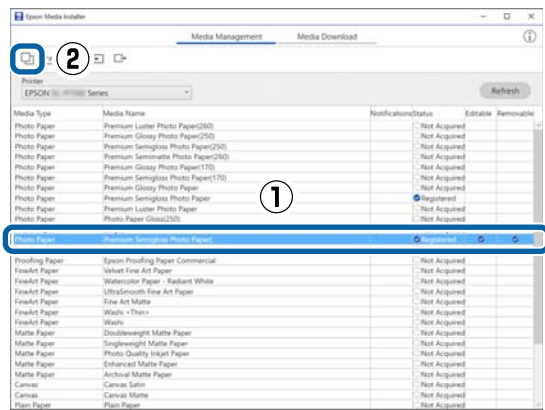 Epson Media Installer
Media Management Media Download
②
Printer
EPSON Series
Refresh
①
Media Type Media Name Notifications Status Editable Removable
Photo Paper Premium Luster Photo Paper(260) Not Acquired
Photo Paper Premium Glossy Photo Paper(250) Not Acquired
Photo Paper Premium Semigloss Photo Paper(250) Not Acquired
Photo Paper Premium Semimatte Photo Paper(260) Not Acquired
Photo Paper Premium Glossy Photo Paper(170) Not Acquired
Photo Paper Premium Semigloss Photo Paper(170) Not Acquired
Photo Paper Premium Glossy Photo Paper Not Acquired
Photo Paper Premium Semigloss Photo Paper Registered
Photo Paper Premium Luster Photo Paper Not Acquired
Photo Paper Photo Paper Gloss(250) Not Acquired
Photo Paper Premium Semigloss Photo Paper( Registered
Proofing Paper Epson Proofing Paper Commercial Not Acquired
FineArt Paper Velvet Fine Art Paper Not Acquired
FineArt Paper Watercolor Paper - Radiant White Not Acquired
FineArt Paper UltraSmooth Fine Art Paper Not Acquired
FineArt Paper Fine Art Matte Not Acquired
FineArt Paper Washi <Thin> Not Acquired
FineArt Paper Washi Not Acquired
Matte Paper Doubleweight Matte Paper Not Acquired
Matte Paper Singleweight Matte Paper Not Acquired
Matte Paper Photo Quality Inkjet Paper Not Acquired
Matte Paper Enhanced Matte Paper Not Acquired
Matte Paper Archival Matte Paper Not Acquired
Canvas Canvas Satin Not Acquired
Canvas Canvas Matte Not Acquired
Plain Paper Plain Paper Not Acquired